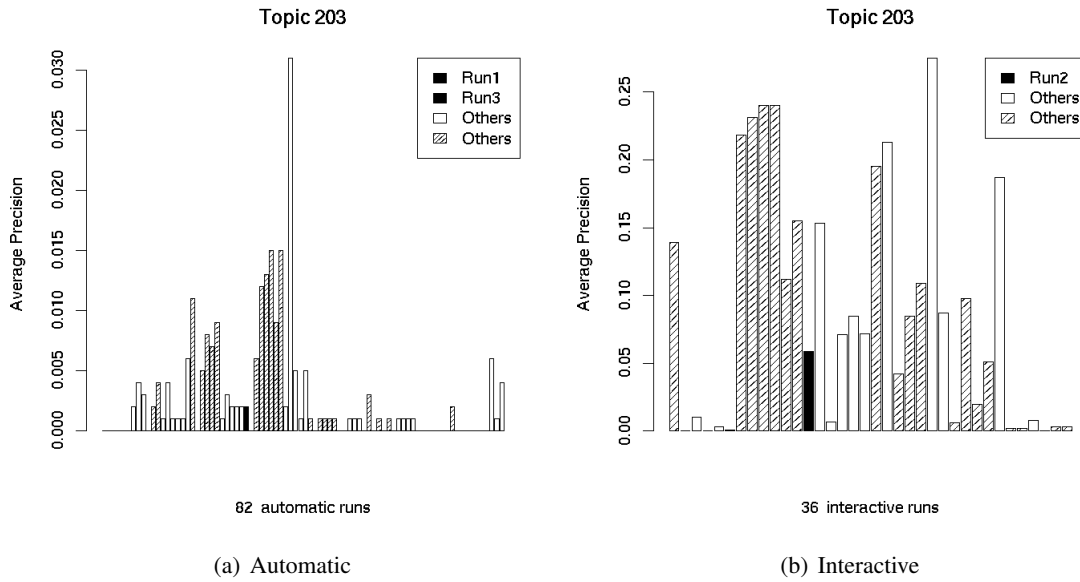 Topic 203
Average Precision
0.030
0.025
0.020
0.015
0.010
0.005
0.000
Run1
Run3
Others
Others
82 automatic runs
(a) Automatic
Topic 203
Average Precision
0.25
0.20
0.15
0.10
0.05
0.00
Run2
Others
Others
36 interactive runs
(b) Interactive